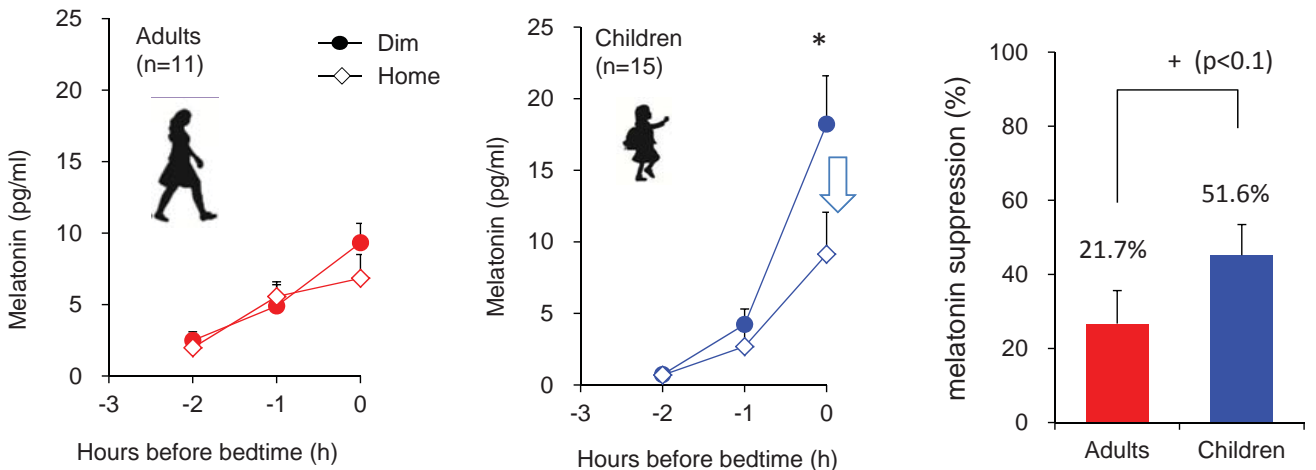 Adults
(n=11)
Dim
Home
Melatonin (pg/ml)
25
20
15
10
5
0
-3 -2 -1 0
Hours before bedtime (h)
Children
(n=15)
*
Melatonin (pg/ml)
25
20
15
10
5
0
-3 -2 -1 0
Hours before bedtime (h)
+ (p<0.1)
melatonin suppression (%)
100
80
60
40
20
0
21.7%
51.6%
Adults Children